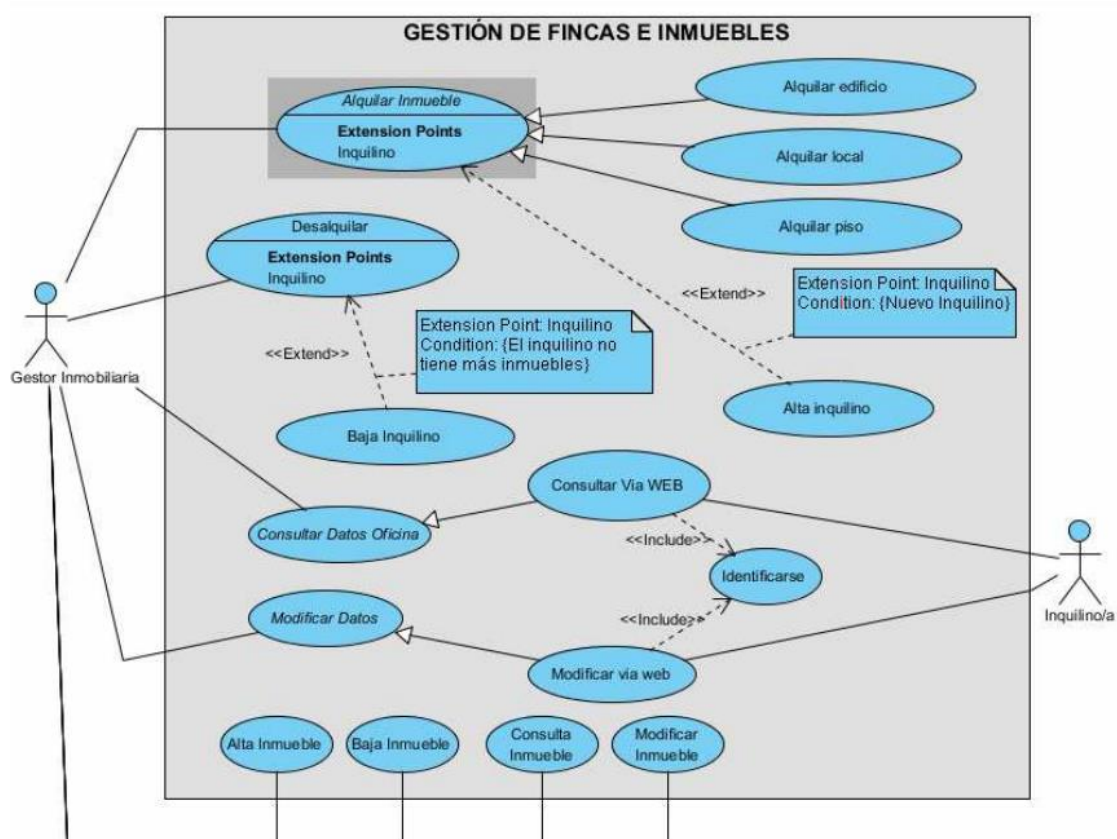 GESTIÓN DE FINCAS E INMUEBLES
Alquilar Inmueble
Extension Points
Inquilino
Alquilar edificio
Alquilar local
Alquilar piso
Desalquilar
Extension Points
Inquilino
<<Extend>>
Extension Point: Inquilino
Condition: {Nuevo Inquilino}
<<Extend>>
Extension Point: Inquilino
Condition: {El inquilino no
tiene más inmuebles}
Gestor Inmobiliaria
Baja Inquilino
Alta inquilino
Consultar Via WEB
Consultar Datos Oficina
<<Include>>
Identificarse
Modificar Datos
<<Include>>
Inquilino/a
Modificar via web
Alta Inmueble
Baja Inmueble
Consulta
Inmueble
Modificar
Inmueble